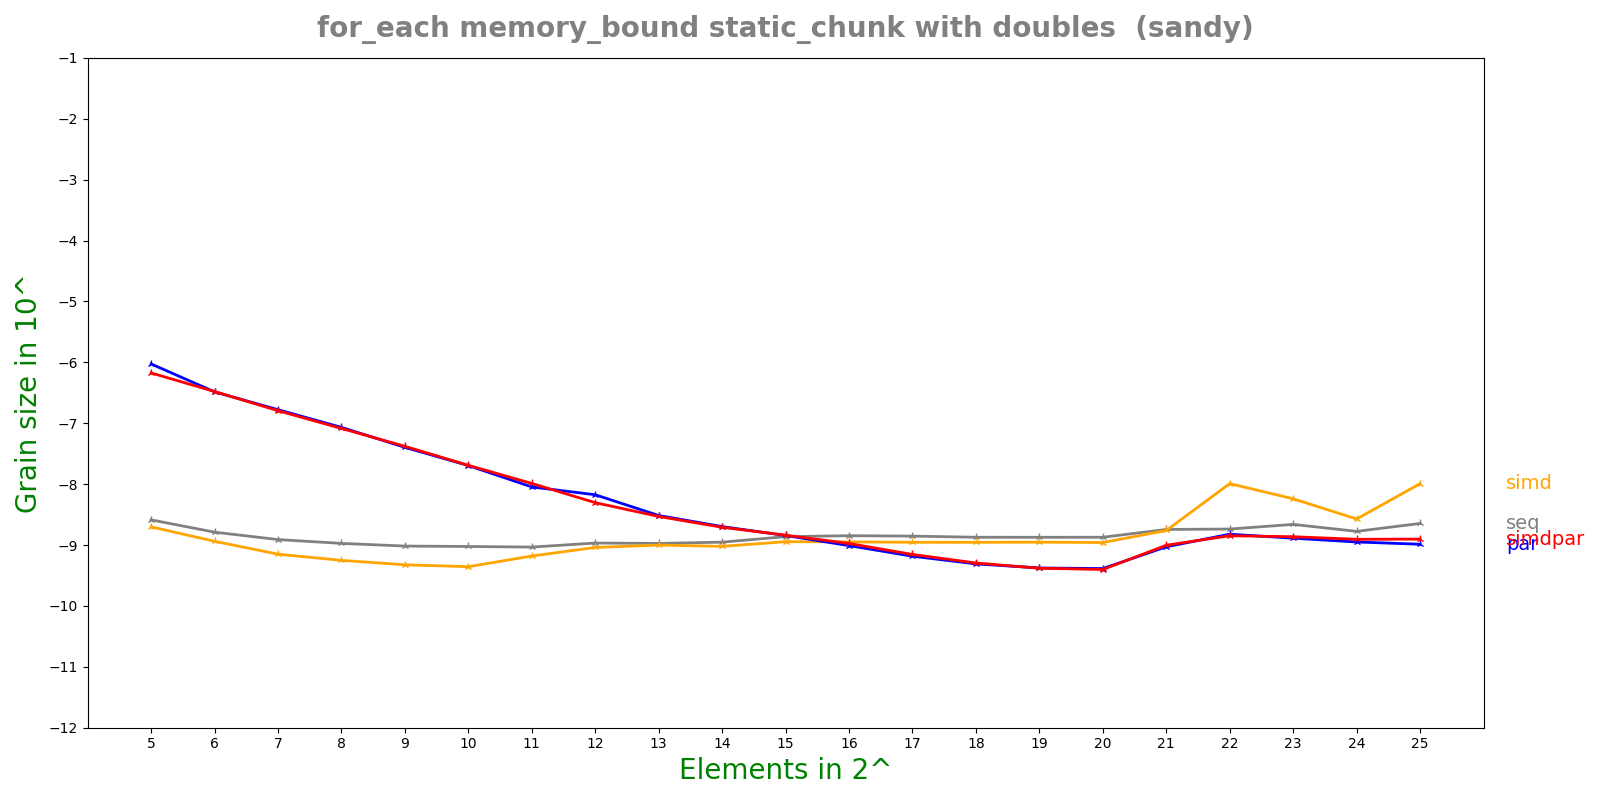 for_each memory_bound static_chunk with doubles  (sandy)
Grain size in 10^
−1
−2
−3
−4
−5
−6
−7
−8
−9
−10
−11
−12
simd
seq
simdpar
par
5 6 7 8 9 10 11 12 13 14 15 16 17 18 19 20 21 22 23 24 25
Elements in 2^